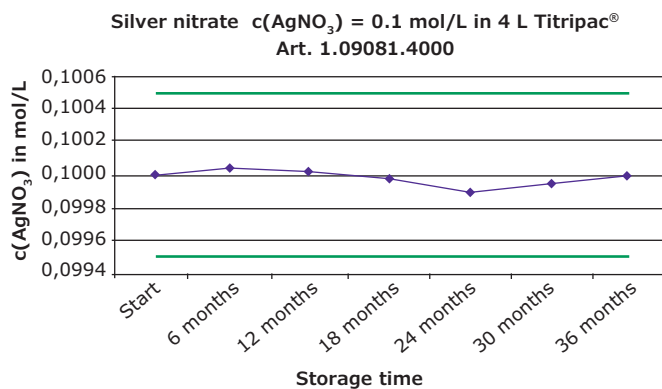 Silver nitrate c(AgNO₃) = 0.1 mol/L in 4 L Titripac®
Art. 1.09081.4000
c(AgNO₃) in mol/L
0,1006
0,1004
0,1002
0,1000
0,0998
0,0996
0,0994
Start
6 months
12 months
18 months
24 months
30 months
36 months
Storage time